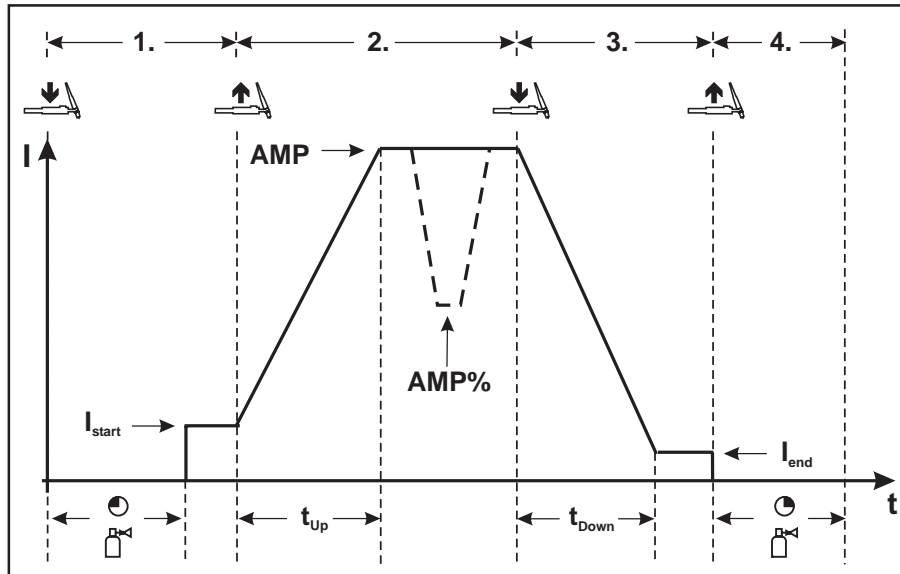 1. 2. 3. 4.
I
AMP
AMP%
Istart
Iend
t
tUp
tDown